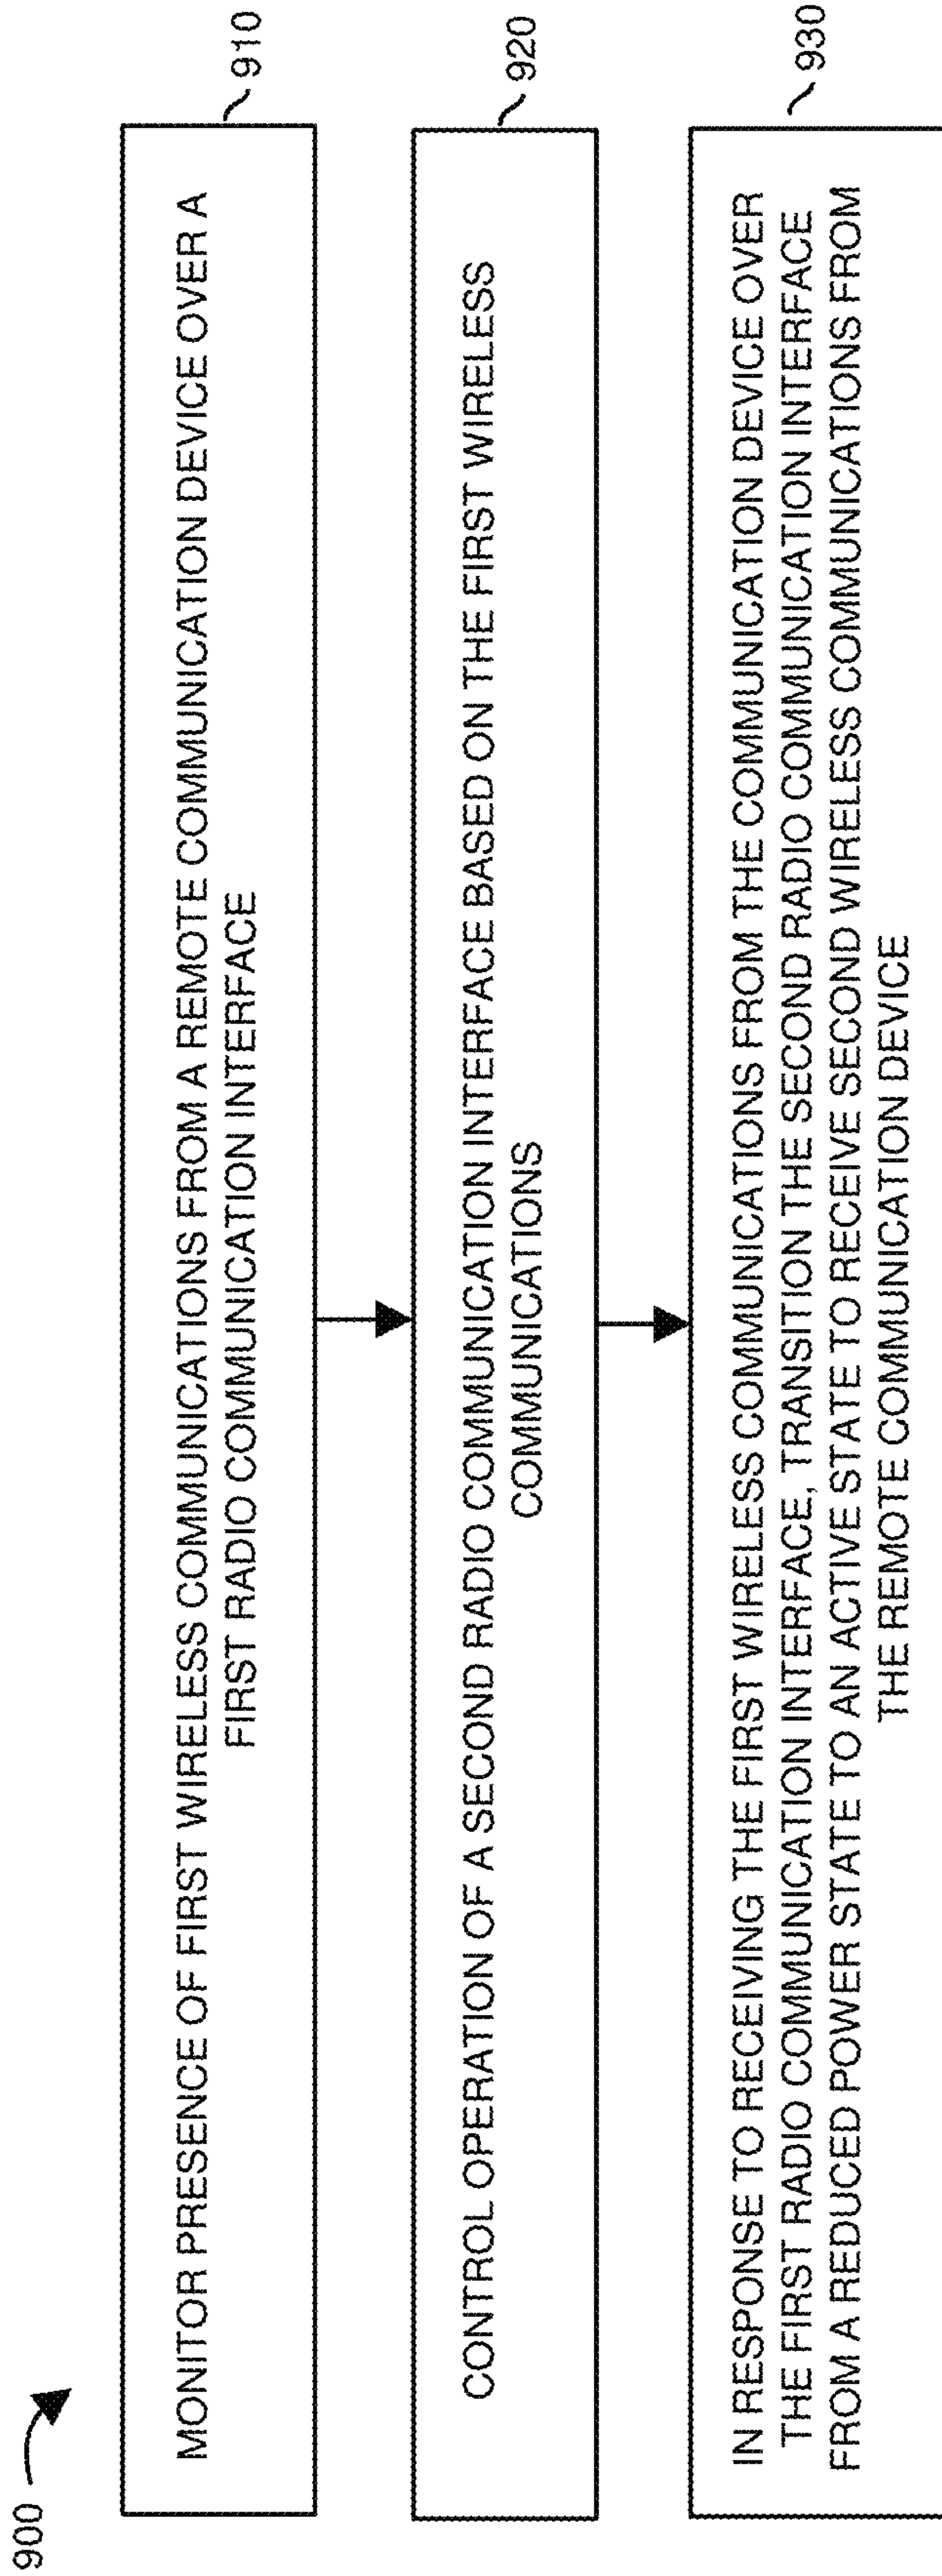 900
MONITOR PRESENCE OF FIRST WIRELESS COMMUNICATIONS FROM A REMOTE COMMUNICATION DEVICE OVER A
FIRST RADIO COMMUNICATION INTERFACE
910
CONTROL OPERATION OF A SECOND RADIO COMMUNICATION INTERFACE BASED ON THE FIRST WIRELESS
COMMUNICATIONS
920
IN RESPONSE TO RECEIVING THE FIRST WIRELESS COMMUNICATIONS FROM THE COMMUNICATION DEVICE OVER
THE FIRST RADIO COMMUNICATION INTERFACE, TRANSITION THE SECOND RADIO COMMUNICATION INTERFACE
FROM A REDUCED POWER STATE TO AN ACTIVE STATE TO RECEIVE SECOND WIRELESS COMMUNICATIONS FROM
THE REMOTE COMMUNICATION DEVICE
930